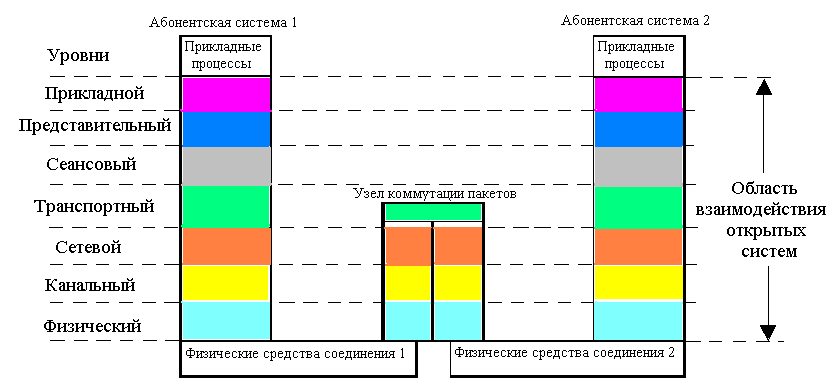 Абонентская система 1
Абонентская система 2
Уровни
Прикладные
процессы
Прикладные
процессы
Прикладной
Представительный
Сеансовый
Узел коммутации пакетов
Транспортный
Область
взаимодействия
открытых
систем
Сетевой
Канальный
Физический
Физические средства соединения 1
Физические средства соединения 2